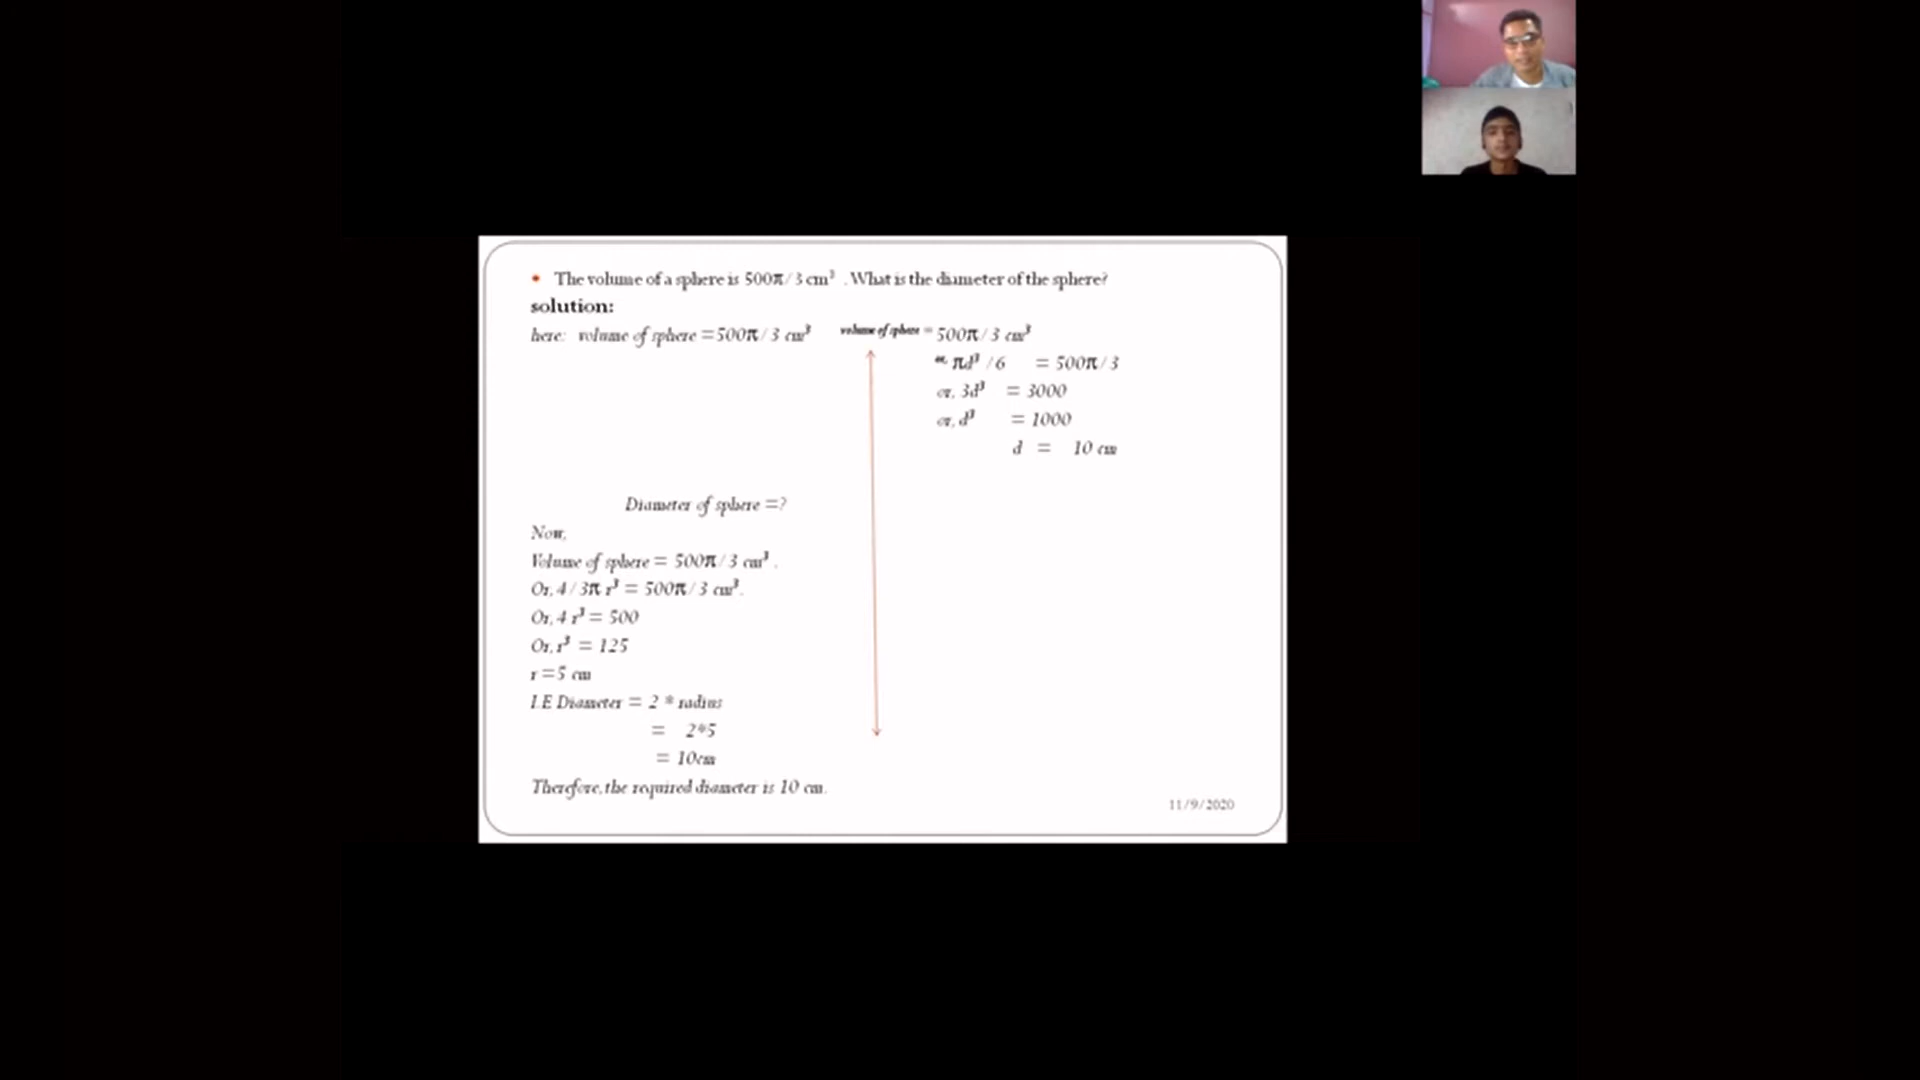 • The volume of a sphere is 500π/3 cm³ . What is the diameter of the sphere?
solution:
here: volume of sphere =500π/3 cm³
Diameter of sphere =?
Now,
Volume of sphere = 500π/3 cm³ .
Or, 4/3π r³ = 500π/3 cm³.
Or, 4 r³ = 500
Or, r³ = 125
r=5 cm
I.E Diameter = 2 * radius
= 2*5
= 10cm
Therefore, the required diameter is 10 cm.
volume of sphere = 500π/3 cm³
or, πd³ /6 = 500π/3
or, 3d³ = 3000
or, d³ = 1000
d = 10 cm
11/9/2020